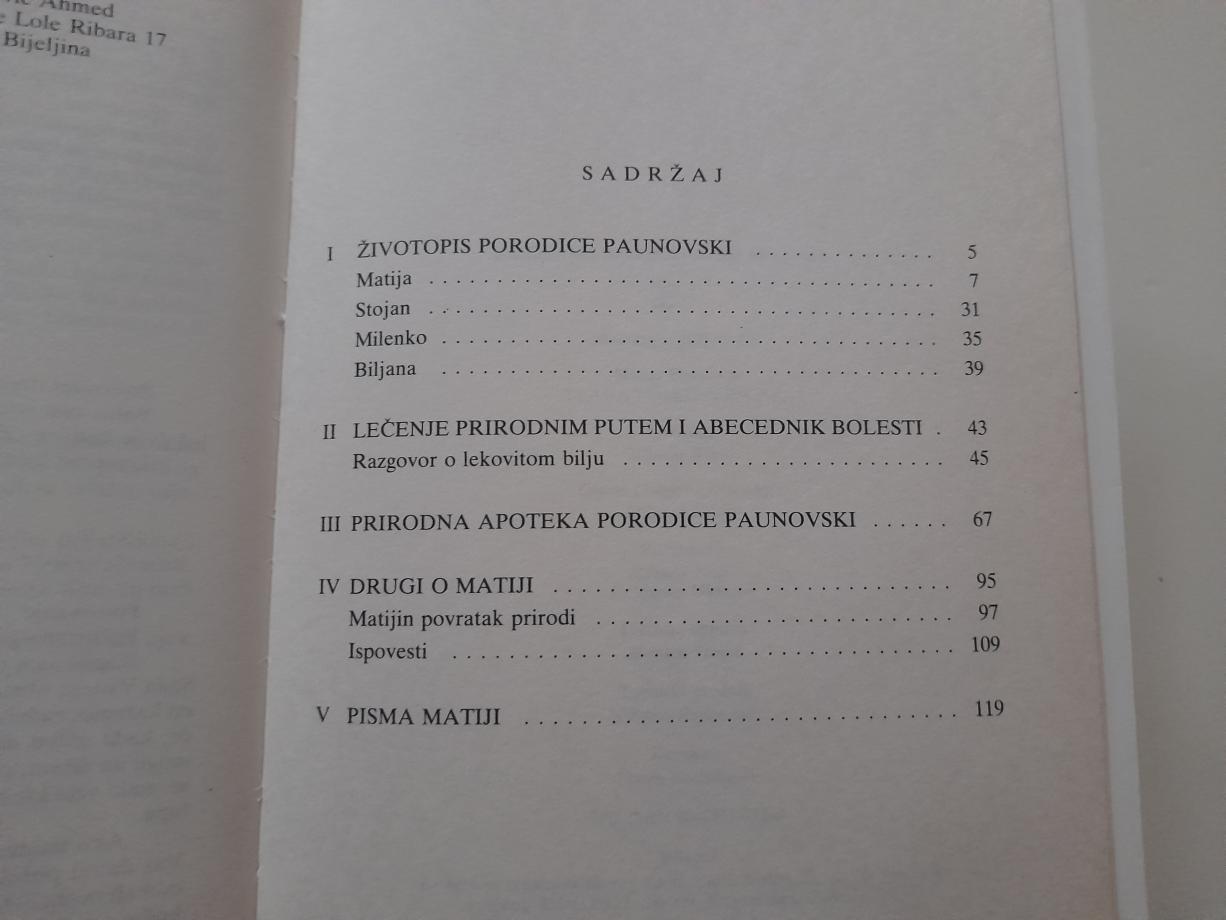 Ahmed
Lole Ribara 17
Bijeljina
SADRŽAJ
I ŽIVOTOPIS PORODICE PAUNOVSKI . . . . . . . . . . . . . . 5
Matija . . . . . . . . . . . . . . . . . . . . . . . . . . . . . . . . . . . . . . 7
Stojan . . . . . . . . . . . . . . . . . . . . . . . . . . . . . . . . . . . . . . 31
Milenko . . . . . . . . . . . . . . . . . . . . . . . . . . . . . . . . . . . . . 35
Biljana . . . . . . . . . . . . . . . . . . . . . . . . . . . . . . . . . . . . . 39
II LEČENJE PRIRODNIM PUTEM I ABECEDNIK BOLESTI . 43
Razgovor o lekovitom bilju . . . . . . . . . . . . . . . . . . . . . . . . 45
III PRIRODNA APOTEKA PORODICE PAUNOVSKI . . . . . . 67
IV DRUGI O MATIJI . . . . . . . . . . . . . . . . . . . . . . . . . . . . . 95
Matijin povratak prirodi . . . . . . . . . . . . . . . . . . . . . . . . . . 97
Ispovesti . . . . . . . . . . . . . . . . . . . . . . . . . . . . . . . . . . . . 109
V PISMA MATIJI . . . . . . . . . . . . . . . . . . . . . . . . . . . . . . . 119